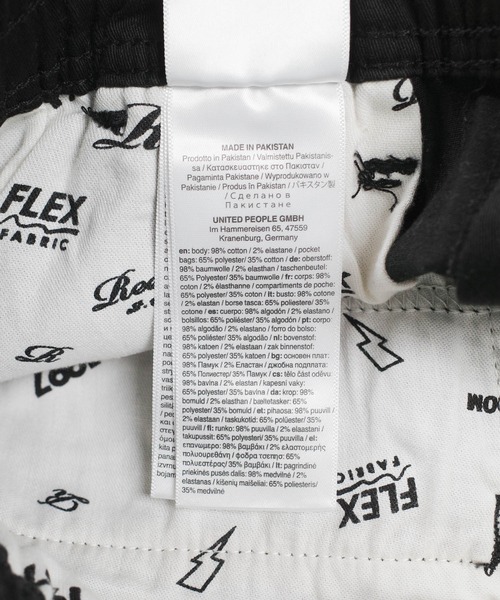 MADE IN PAKISTAN
Prodotto in Pakistan / Valmistettu Pakistanis-
sa / Κατασκευάστηκε στο Πακιστάν /
Pagaminta Pakistane / Wyprodukowano w
Pakistanie / Produs în Pakistan / パキスタン製
/ Сделано в
Пакистане
UNITED PEOPLE GMBH
Im Hammereisen 65, 47559
Kranenburg, Germany
en: body: 98% cotton / 2% elastane / pocket
bags: 65% polyester / 35% cotton / de: oberstoff:
98% baumwolle / 2% elasthan / taschenbeutel:
65% Polyester/ 35% baumwolle / fr: corps: 98%
coton / 2% élasthanne / compartiments de poche:
65% polyester / 35% coton / it: busto: 98% cotone
/ 2% elastan, borse tasca: 65% poliestere / 35%
cotone / es: cuerpo: 98% algodón / 2% elastano /
bolsillos: 65% poliéster / 35% algodón / pt: corpo:
98% algodão / 2% elastano / forro do bolso:
65% poliéster / 35% algodão / nl: bovenstof:
98% katoen / 2% elastaan / zak binnenstof:
65% polyester / 35% katoen / bg: основен плат:
98% Памук / 2% Еластан / джобна подплата:
65% Полиестер/ 35% Памук / cs: tělo část oděvu:
98% bavlna / 2% elastan / kapesní vaky:
65% polyester / 35% bavlna / da: krop: 98%
bomuld / 2% elasthan / bæltetasker: 65%
polyester / 35% bomuld / el: pihaosa: 98%
puuvill / 2% elastaan / taskukotid: 65% polüester/ 35%
puuvill / fi: runko: 98% puuvilla / 2% elaastani /
takupussit: 65% polyesteri / 35% puuvilla / el:
επάνω: 98% βαμβάκι / 2% ελαστομερής
πολυουρεθάνη / φόδρα τσεπης: 65%
πολυεστέρας/ 35% βαμβάκι / lt: pagrindinė
priekinės pusės dalis: 98% medvilnė / 2%
elastanas / kišenių maišeliai: 65% poliesteris/
35% medvilnė
FLEX
FABRIC
FLEX
FABRIC